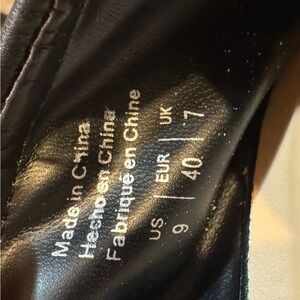 Made in China
Hecho en China
Fabriqué en Chine
US | EUR | UK
9 | 40 | 7